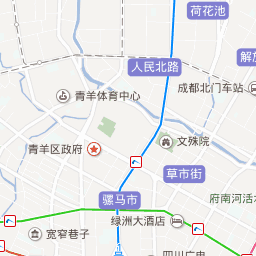 荷花池
人民北路
解放
成都北门车站
青羊体育中心
文殊院
青羊区政府
草市街
骡马市
府南河活水
绿洲大酒店
宽窄巷子
四川广电